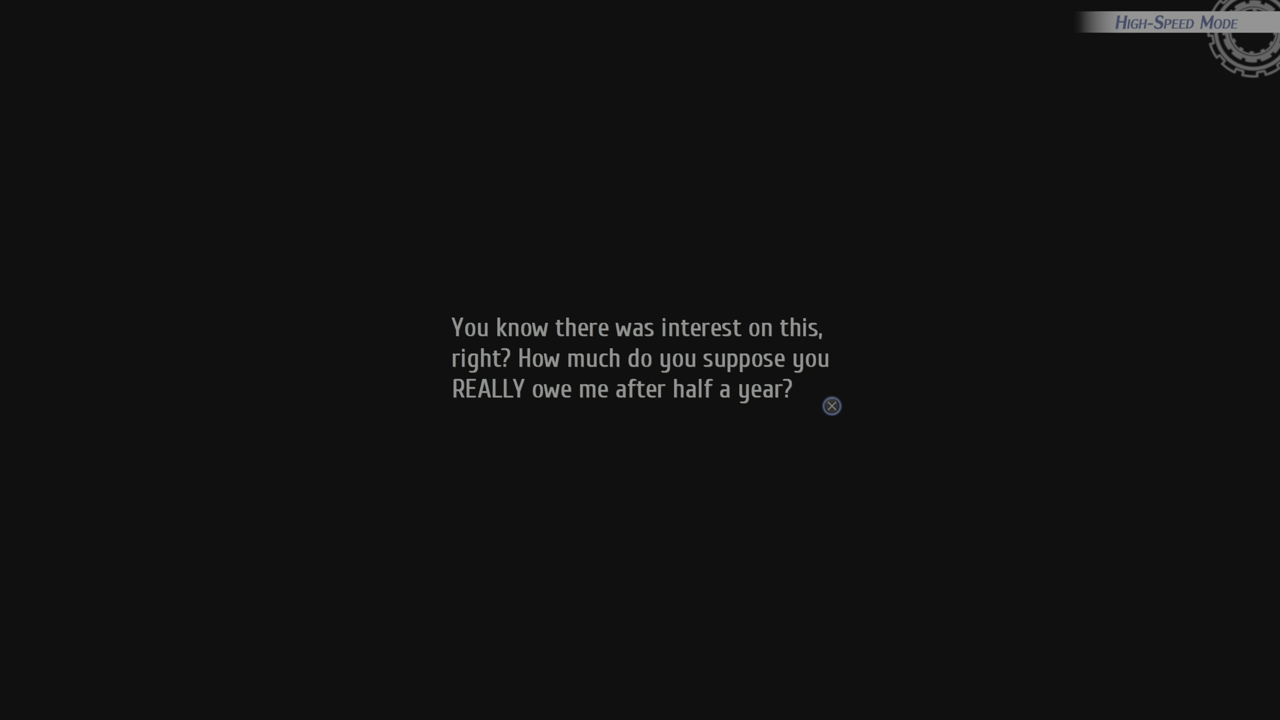 High-Speed Mode
You know there was interest on this,
right? How much do you suppose you
REALLY owe me after half a year?